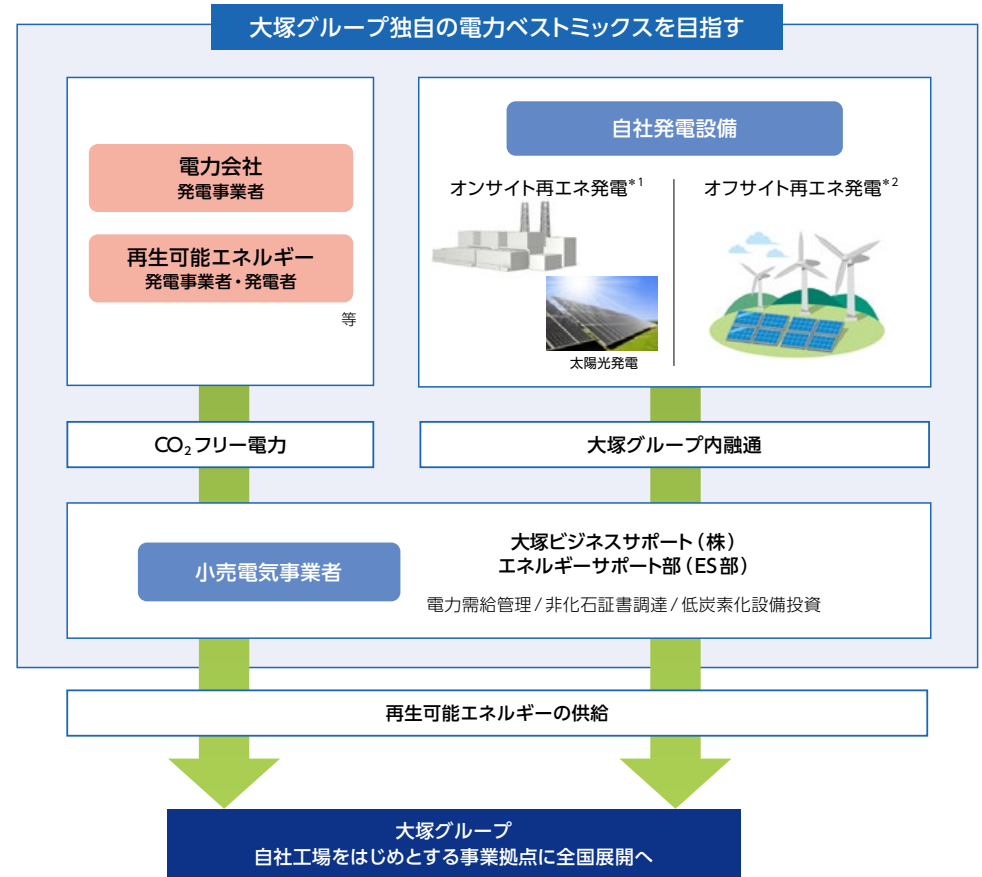 大塚グループ独自の電力ベストミックスを目指す
電力会社
発電事業者
再生可能エネルギー
発電事業者・発電者
等
自社発電設備
オンサイト再エネ発電*1
オフサイト再エネ発電*2
太陽光発電
CO₂フリー電力
大塚グループ内融通
小売電気事業者
大塚ビジネスサポート(株)
エネルギーサポート部(ES部)
電力需給管理/非化石証書調達/低炭素化設備投資
再生可能エネルギーの供給
大塚グループ
自社工場をはじめとする事業拠点に全国展開へ